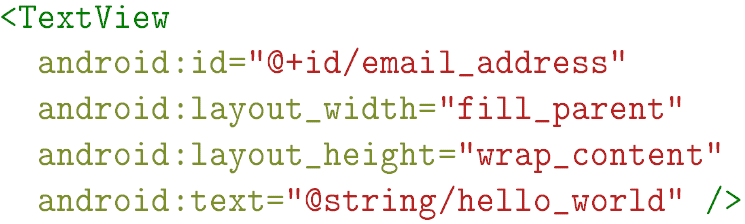 <TextView
  android:id="@+id/email_address"
  android:layout_width="fill_parent"
  android:layout_height="wrap_content"
  android:text="@string/hello_world" />